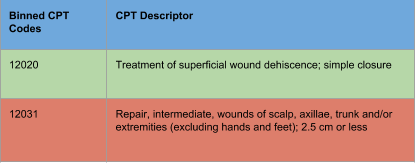 Binned CPT Codes
CPT Descriptor
12020
Treatment of superficial wound dehiscence; simple closure
12031
Repair, intermediate, wounds of scalp, axillae, trunk and/or
extremities (excluding hands and feet); 2.5 cm or less